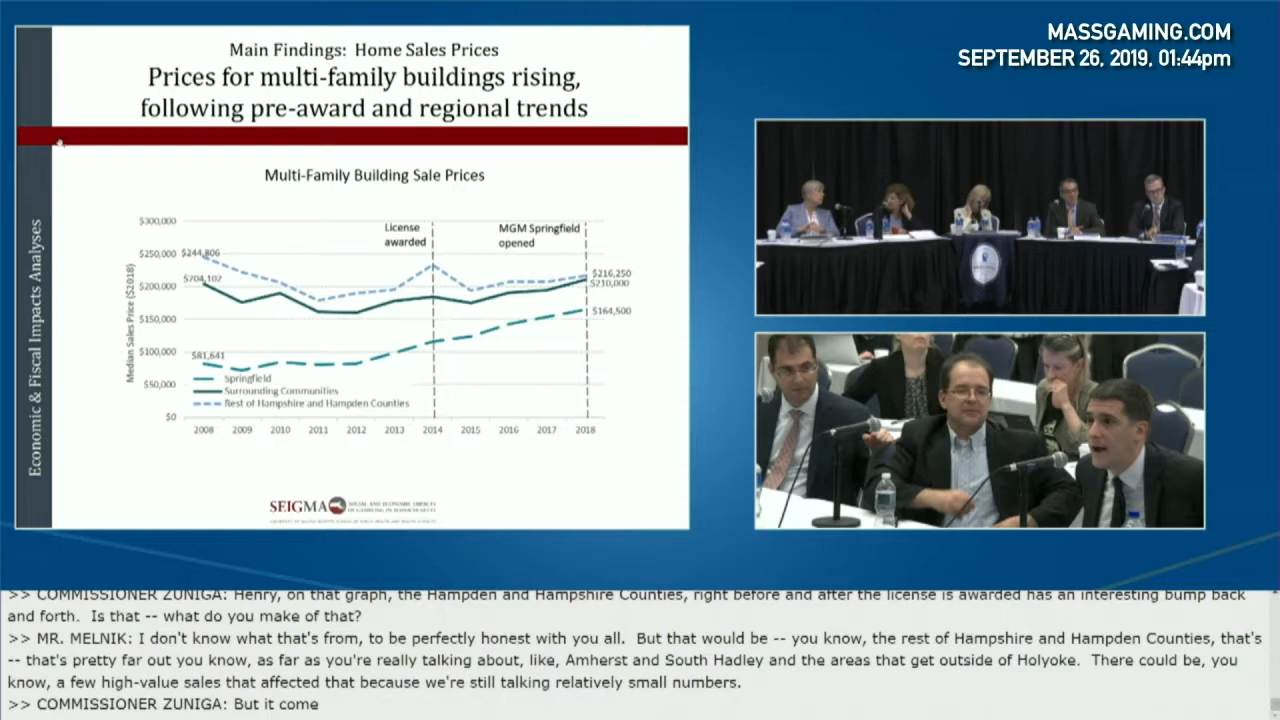 MASSGAMING.COM
SEPTEMBER 26, 2019, 01:44pm
Main Findings: Home Sales Prices
Prices for multi-family buildings rising,
following pre-award and regional trends
Economic & Fiscal Impacts Analyses
Multi-Family Building Sale Prices
Median Sales Price ($2018)
$300,000
$250,000
$200,000
$150,000
$100,000
$50,000
$0
License
awarded
MGM Springfield
opened
$244,806
$204,102
$81,641
$216,250
$210,000
$164,500
Springfield
Surrounding Communities
Rest of Hampshire and Hampden Counties
2008 2009 2010 2011 2012 2013 2014 2015 2016 2017 2018
SEIGMA
SOCIAL AND ECONOMIC IMPACTS
OF GAMBLING IN MASSACHUSETTS
>> COMMISSIONER ZUNIGA: Henry, on that graph, the Hampden and Hampshire Counties, right before and after the license is awarded has an interesting bump back
and forth. Is that -- what do you make of that?
>> MR. MELNIK: I don't know what that's from, to be perfectly honest with you all. But that would be -- you know, the rest of Hampshire and Hampden Counties, that's
-- that's pretty far out you know, as far as you're really talking about, like, Amherst and South Hadley and the areas that get outside of Holyoke. There could be, you
know, a few high-value sales that affected that because we're still talking relatively small numbers.
>> COMMISSIONER ZUNIGA: But it come